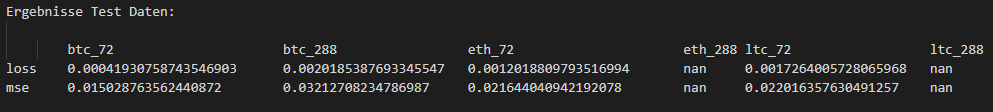 Ergebnisse Test Daten:
btc_72 btc_288 eth_72 eth_288 ltc_72 ltc_288
loss 0.00041930758743546903 0.0020185387693345547 0.0012018809793516994 nan 0.0017264005728065968 nan
mse 0.015028763562440872 0.03212708234786987 0.021644040942192078 nan 0.022016357630491257 nan